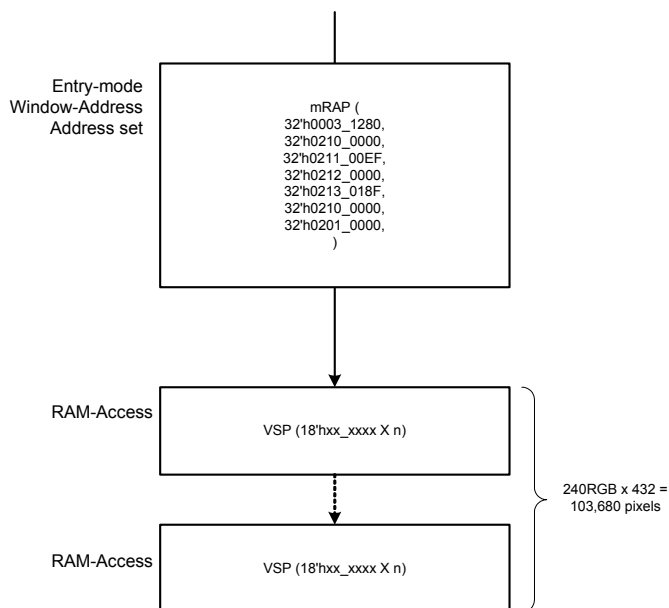 Entry-mode
Window-Address
Address set
mRAP (
32'h0003_1280,
32'h0210_0000,
32'h0211_00EF,
32'h0212_0000,
32'h0213_018F,
32'h0210_0000,
32'h0201_0000,
)
RAM-Access
VSP (18'hxx_xxxx X n)
240RGB x 432 =
103,680 pixels
RAM-Access
VSP (18'hxx_xxxx X n)